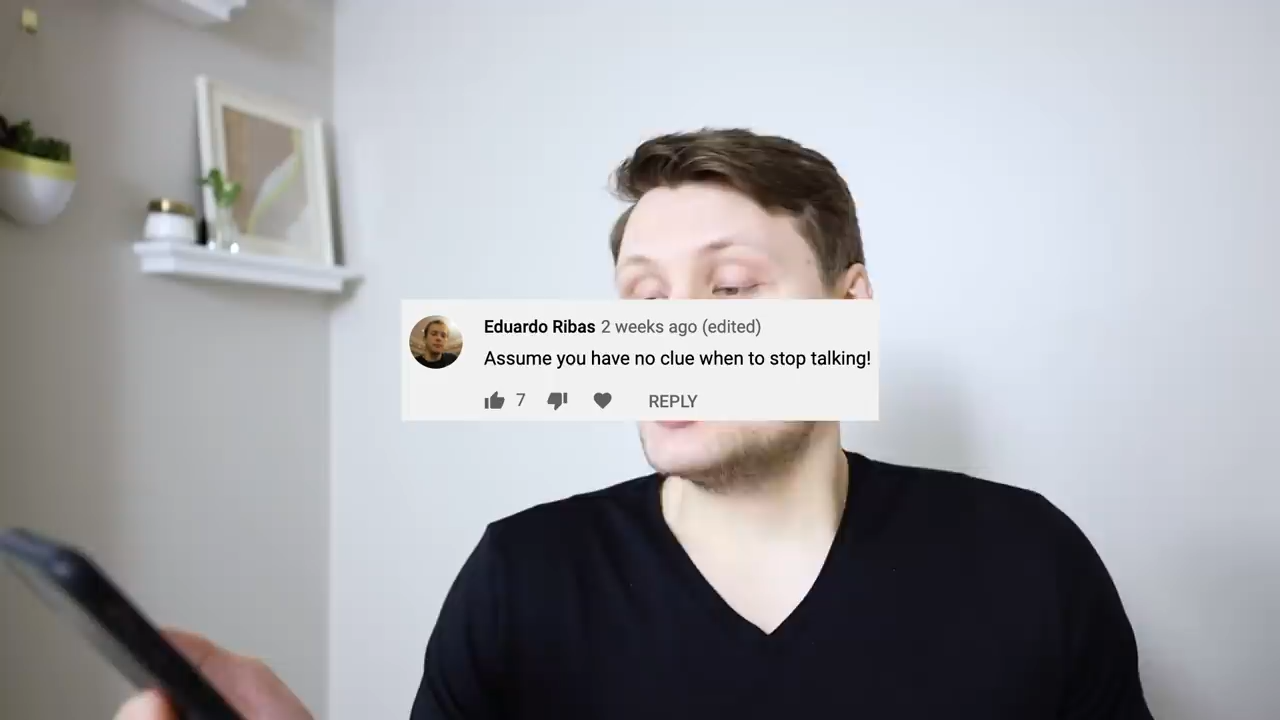 Eduardo Ribas 2 weeks ago (edited)
Assume you have no clue when to stop talking!
7 REPLY